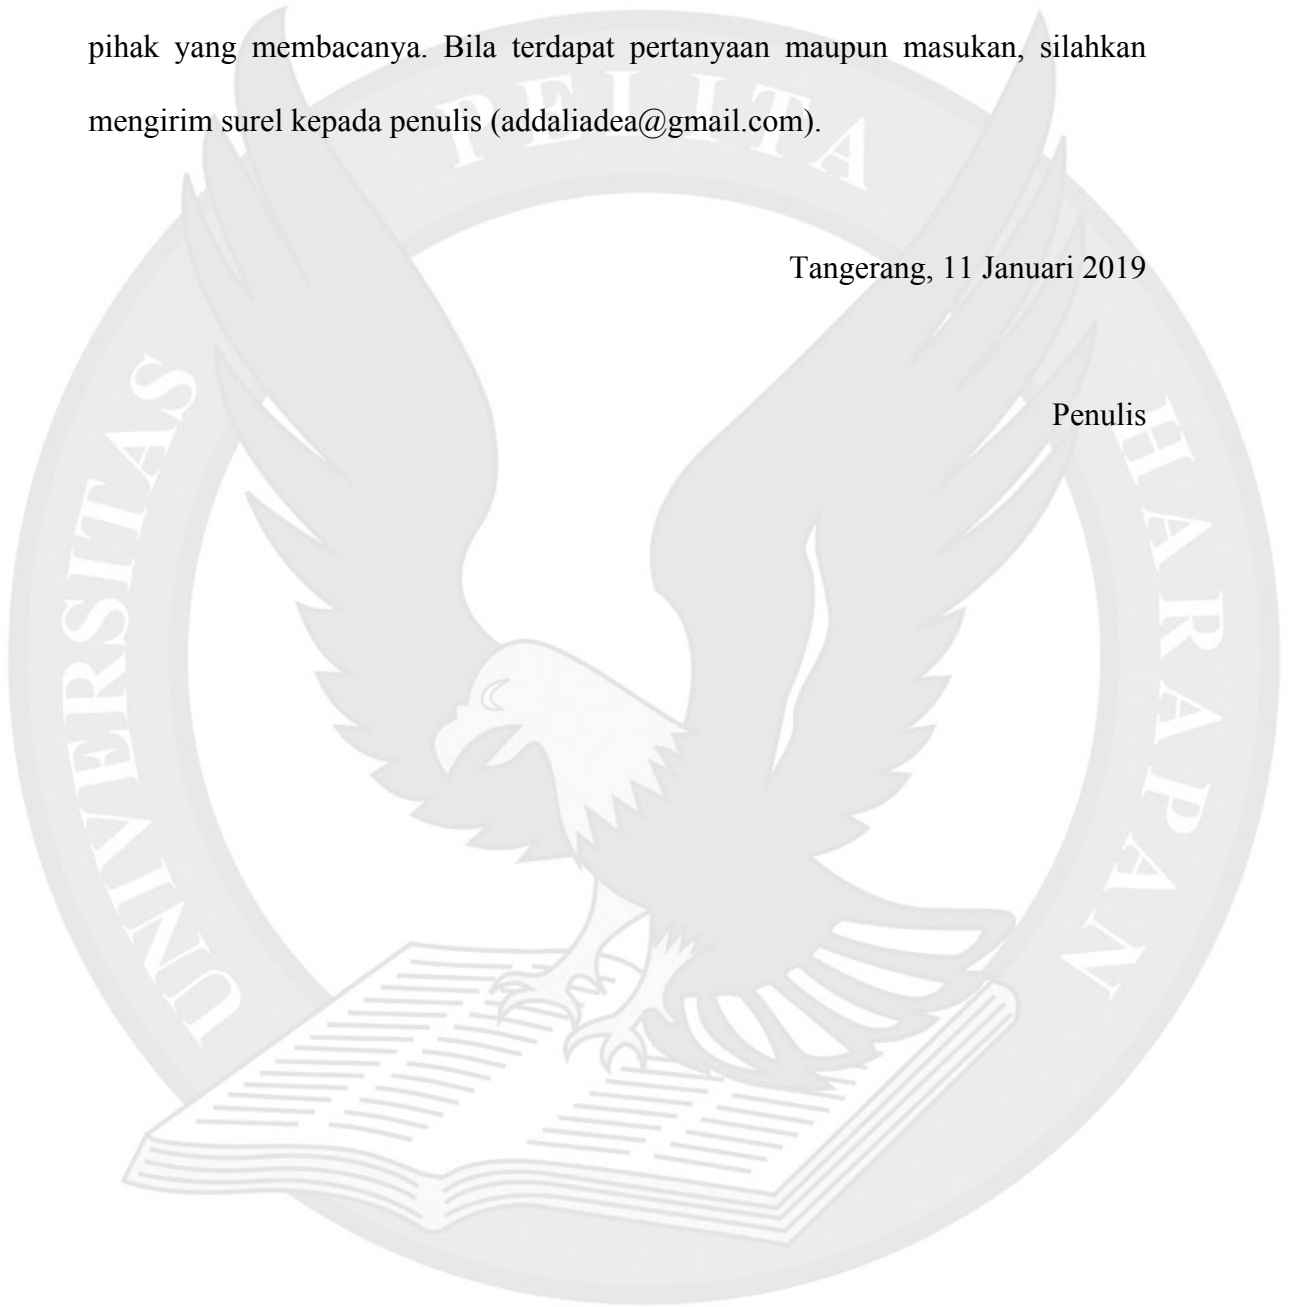 pihak yang membacanya. Bila terdapat pertanyaan maupun masukan, silahkan
mengirim surel kepada penulis (addaliadea@gmail.com).
Tangerang, 11 Januari 2019
Penulis
UNIVERSITAS PELITA HARAPAN